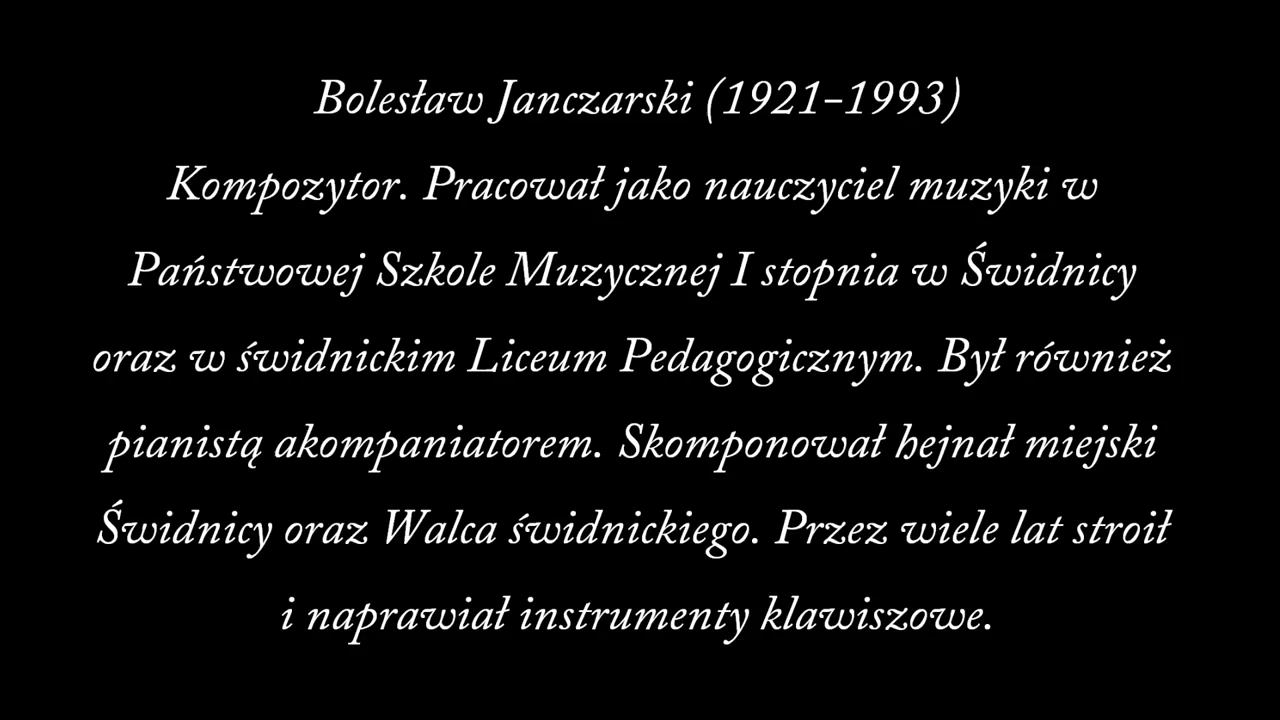 Bolesław Janczarski (1921-1993)
Kompozytor. Pracował jako nauczyciel muzyki w
Państwowej Szkole Muzycznej I stopnia w Świdnicy
oraz w świdnickim Liceum Pedagogicznym. Był również
pianistą akompaniatorem. Skomponował hejnał miejski
Świdnicy oraz Walca świdnickiego. Przez wiele lat stroił
i naprawiał instrumenty klawiszowe.